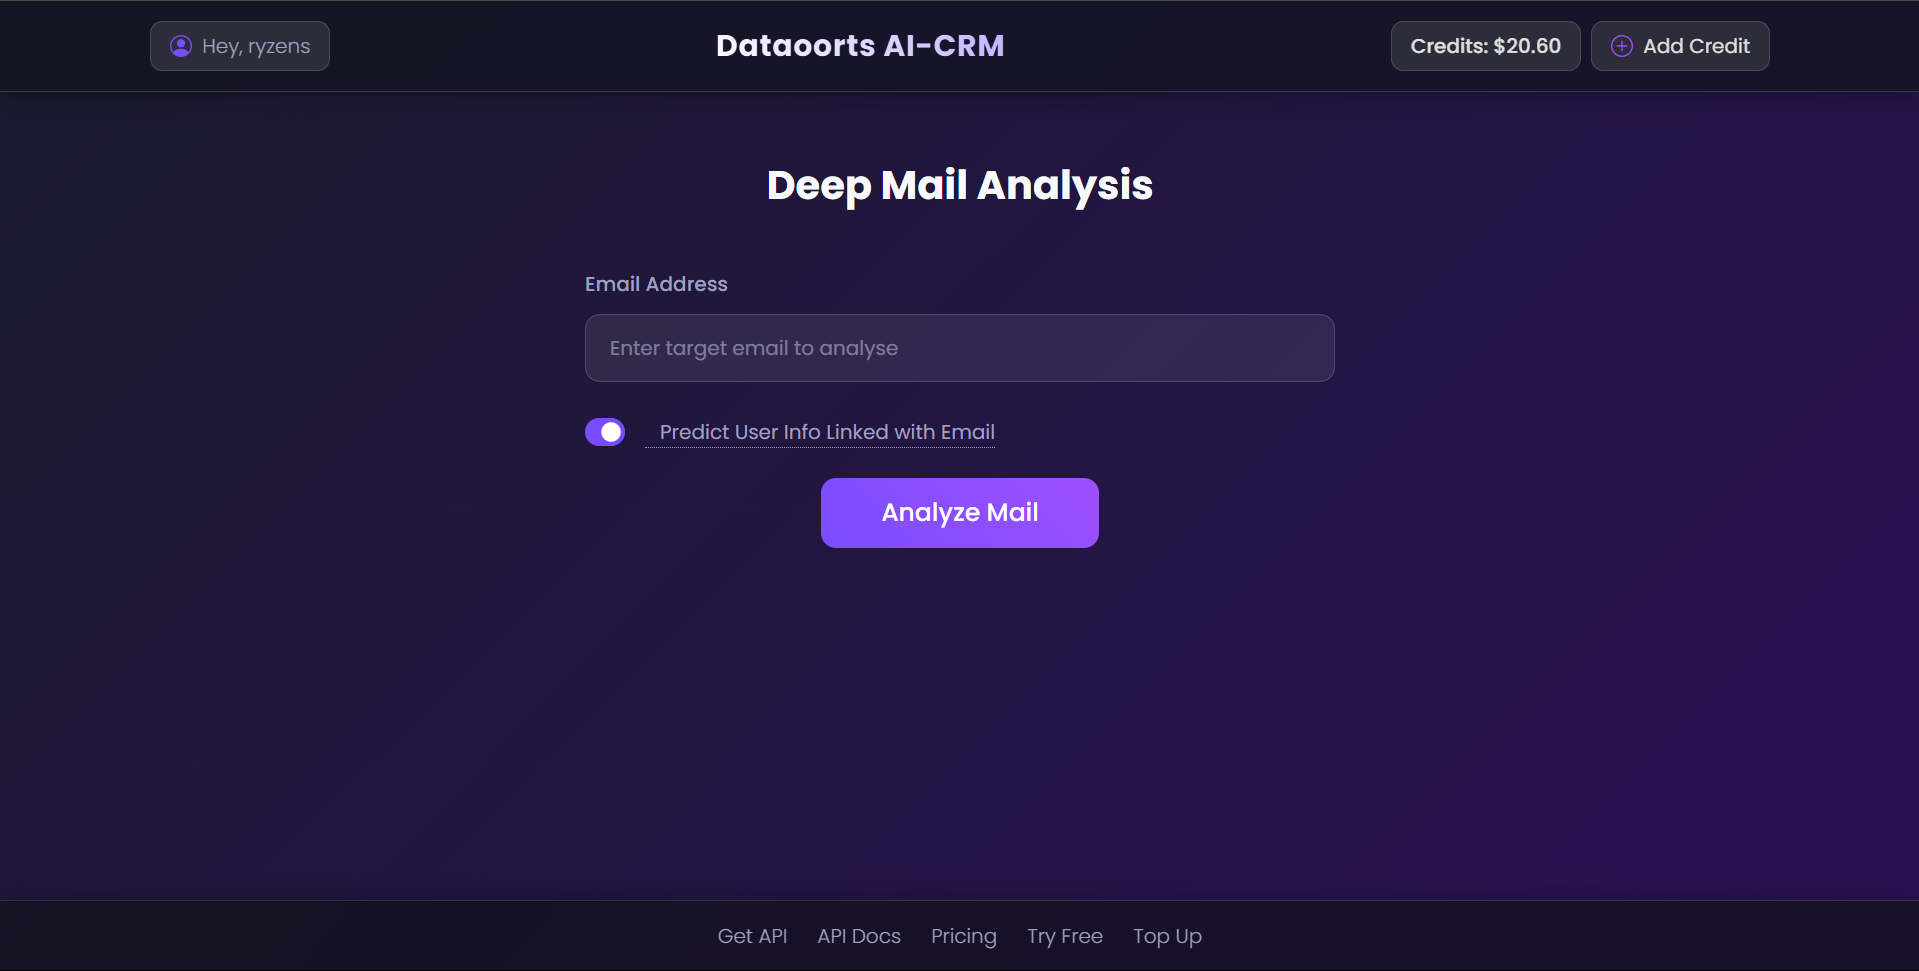 Hey, ryzens
Dataoorts AI-CRM
Credits: $20.60
Add Credit
Deep Mail Analysis
Email Address
Enter target email to analyse
Predict User Info Linked with Email
Analyze Mail
Get API
API Docs
Pricing
Try Free
Top Up